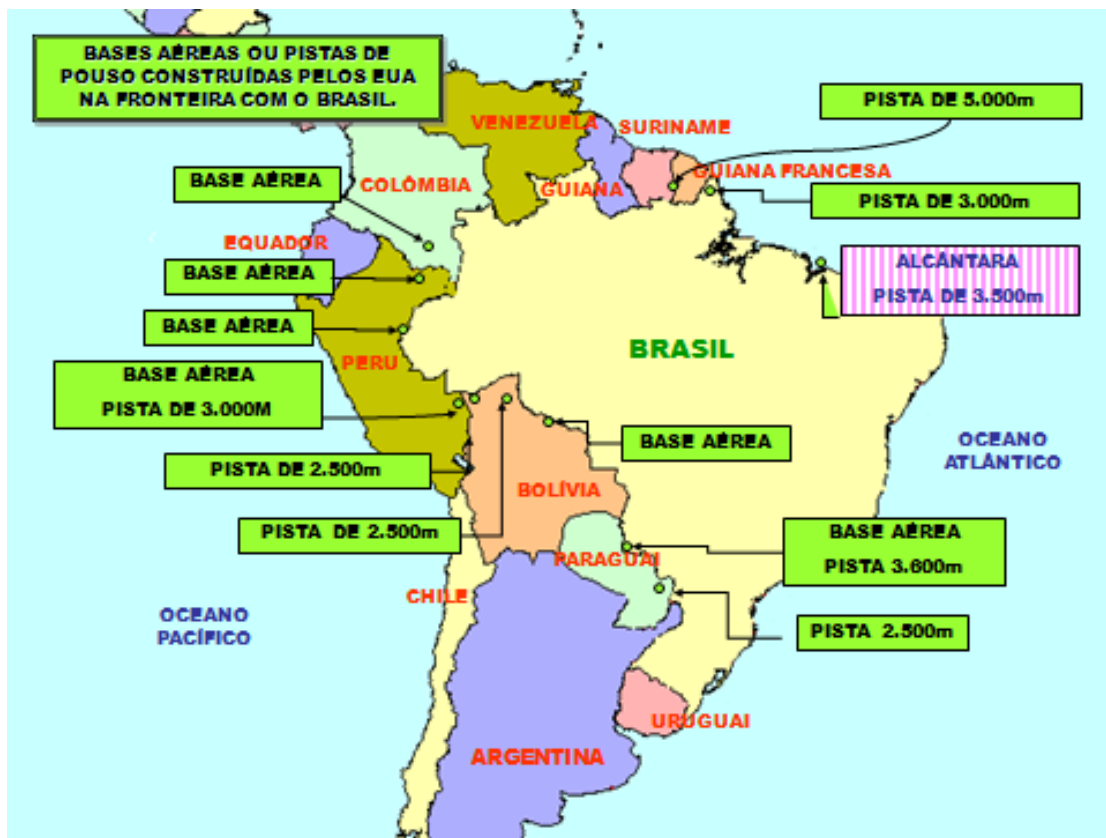 BASES AÉREAS OU PISTAS DE
POUSO CONSTRUÍDAS PELOS EUA
NA FRONTEIRA COM O BRASIL.
PISTA DE 5.000m
VENEZUELA
SURINAME
BASE AÉREA
COLÔMBIA
GUIANA
GUIANA FRANCESA
PISTA DE 3.000m
EQUADOR
BASE AÉREA
ALCÂNTARA
PISTA DE 3.500m
BASE AÉREA
BRASIL
PERU
BASE AÉREA
PISTA DE 3.000M
BASE AÉREA
OCEANO
ATLÂNTICO
PISTA DE 2.500m
BOLÍVIA
PISTA DE 2.500m
BASE AÉREA
PISTA 3.600m
PARAGUAI
CHILE
OCEANO
PACÍFICO
PISTA 2.500m
URUGUAI
ARGENTINA